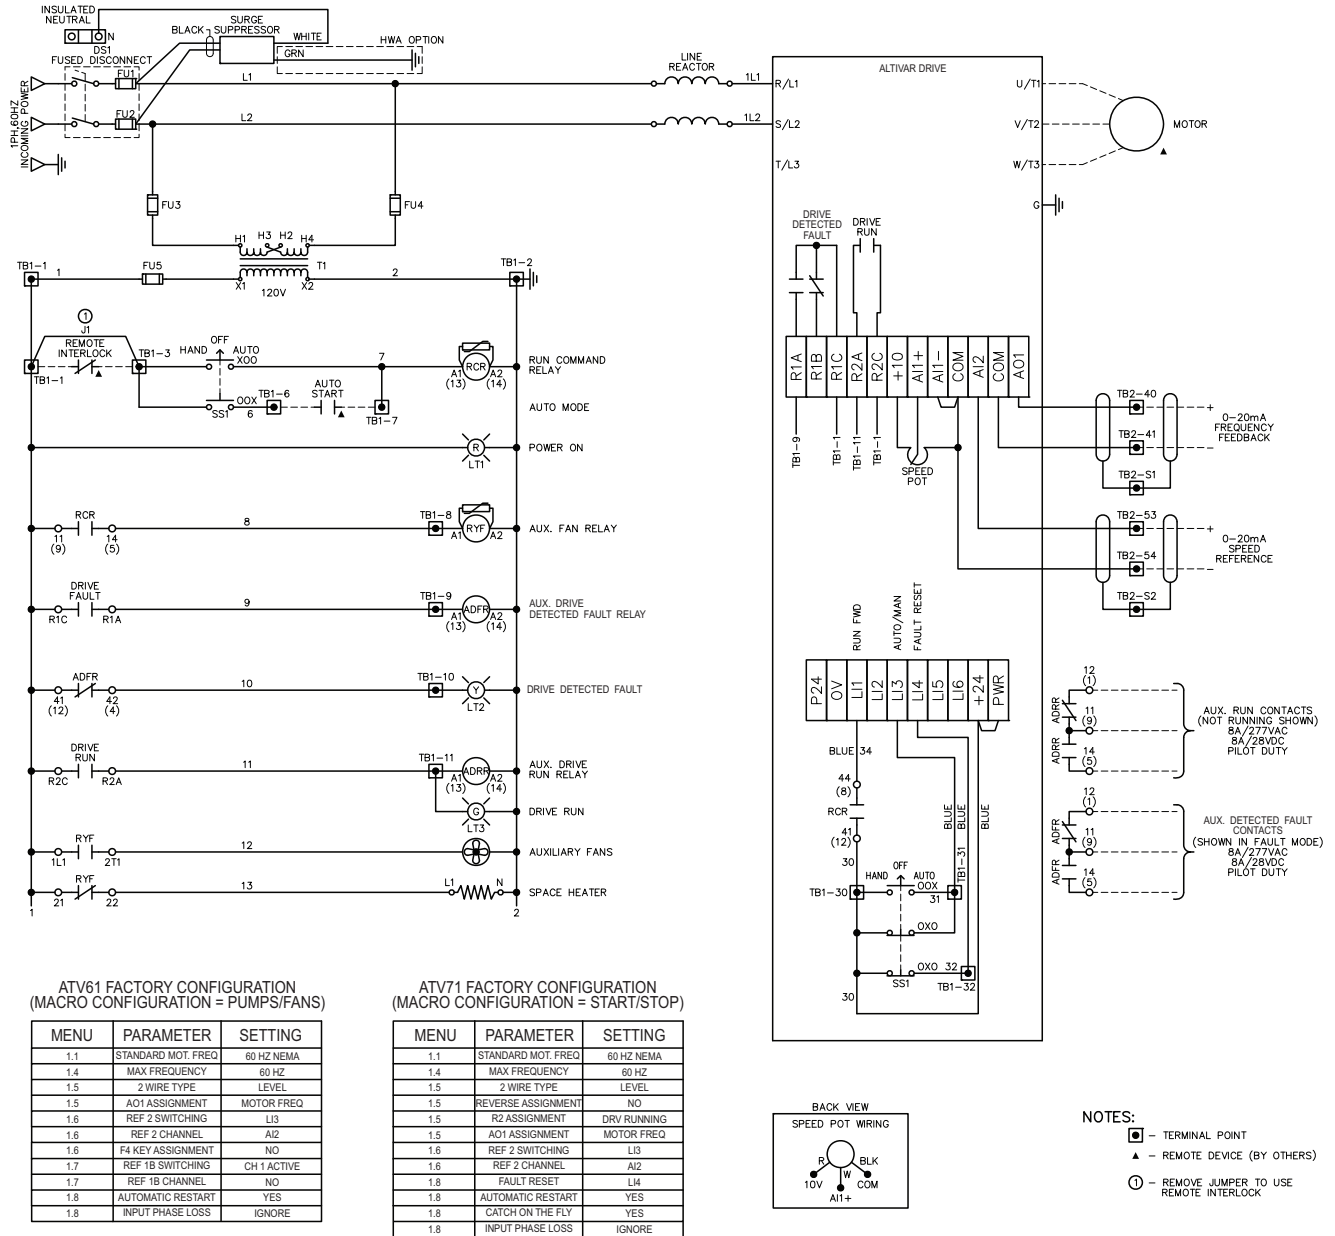 INSULATED
NEUTRAL
N
DS1
FUSED DISCONNECT
BLACK
SURGE
SUPPRESSOR
WHITE
GRN
HWA OPTION
FU1
FU2
1PH,60HZ
INCOMING POWER
L1
L2
LINE
REACTOR
1L1
1L2
FU3
FU4
H1 H3 H2 H4
TB1-1
1
FU5
X1
X2
T1
120V
2
TB1-2
1
J1
REMOTE
INTERLOCK
TB1-1
TB1-3
HAND
OFF
AUTO
XOO
OOX
SS1
6
TB1-6
AUTO
START
7
TB1-7
RCR
A1
(13)
A2
(14)
RUN COMMAND
RELAY
AUTO MODE
R
LT1
POWER ON
RCR
11
(9)
14
(5)
8
TB1-8
RYF
A1
A2
AUX. FAN RELAY
DRIVE
FAULT
R1C
R1A
9
TB1-9
ADFR
A1
(13)
A2
(14)
AUX. DRIVE
DETECTED FAULT RELAY
ADFR
41
(12)
42
(4)
10
TB1-10
Y
LT2
DRIVE DETECTED FAULT
DRIVE
RUN
R2C
R2A
11
TB1-11
ADRR
A1
(13)
A2
(14)
AUX. DRIVE
RUN RELAY
G
LT3
DRIVE RUN
RYF
1L1
2T1
12
AUXILIARY FANS
RYF
21
22
13
L1
N
SPACE HEATER
1
2
ALTIVAR DRIVE
R/L1
S/L2
T/L3
U/T1
V/T2
W/T3
G
MOTOR
DRIVE
DETECTED
FAULT
DRIVE
RUN
R1A
R1B
R1C
R2A
R2C
+10
AI1+
AI1-
COM
AI2
COM
AO1
TB1-9
TB1-1
TB1-11
TB1-1
SPEED
POT
TB2-40
+
0-20mA
FREQUENCY
FEEDBACK
TB2-41
-
TB2-S1
TB2-53
+
0-20mA
SPEED
REFERENCE
TB2-54
-
TB2-S2
RUN FWD
AUTO/MAN
FAULT RESET
P24
0V
LI1
LI2
LI3
LI4
LI5
LI6
+24
PWR
BLUE 34
44
(8)
RCR
41
(12)
30
BLUE
BLUE
BLUE
TB1-31
HAND
OFF
AUTO
TB1-30
OOX
31
OXO
OXO 32
SS1
TB1-32
30
12
(1)
ADRR
11
(9)
ADRR
14
(5)
AUX. RUN CONTACTS
(NOT RUNNING SHOWN)
8A/277VAC
8A/28VDC
PILOT DUTY
12
(1)
ADFR
11
(9)
ADFR
14
(5)
AUX. DETECTED FAULT
CONTACTS
(SHOWN IN FAULT MODE)
8A/277VAC
8A/28VDC
PILOT DUTY
ATV61 FACTORY CONFIGURATION
(MACRO CONFIGURATION = PUMPS/FANS)
MENU PARAMETER SETTING
1.1 STANDARD MOT. FREQ 60 HZ NEMA
1.4 MAX FREQUENCY 60 HZ
1.5 2 WIRE TYPE LEVEL
1.5 AO1 ASSIGNMENT MOTOR FREQ
1.6 REF 2 SWITCHING LI3
1.6 REF 2 CHANNEL AI2
1.6 F4 KEY ASSIGNMENT NO
1.7 REF 1B SWITCHING CH 1 ACTIVE
1.7 REF 1B CHANNEL NO
1.8 AUTOMATIC RESTART YES
1.8 INPUT PHASE LOSS IGNORE
ATV71 FACTORY CONFIGURATION
(MACRO CONFIGURATION = START/STOP)
MENU PARAMETER SETTING
1.1 STANDARD MOT. FREQ 60 HZ NEMA
1.4 MAX FREQUENCY 60 HZ
1.5 2 WIRE TYPE LEVEL
1.5 REVERSE ASSIGNMENT NO
1.5 R2 ASSIGNMENT DRV RUNNING
1.5 AO1 ASSIGNMENT MOTOR FREQ
1.6 REF 2 SWITCHING LI3
1.6 REF 2 CHANNEL AI2
1.8 FAULT RESET LI4
1.8 AUTOMATIC RESTART YES
1.8 CATCH ON THE FLY YES
1.8 INPUT PHASE LOSS IGNORE
BACK VIEW
SPEED POT WIRING
R
W
BLK
10V
AI1+
COM
NOTES:
- TERMINAL POINT
▲ - REMOTE DEVICE (BY OTHERS)
1 - REMOVE JUMPER TO USE
REMOTE INTERLOCK